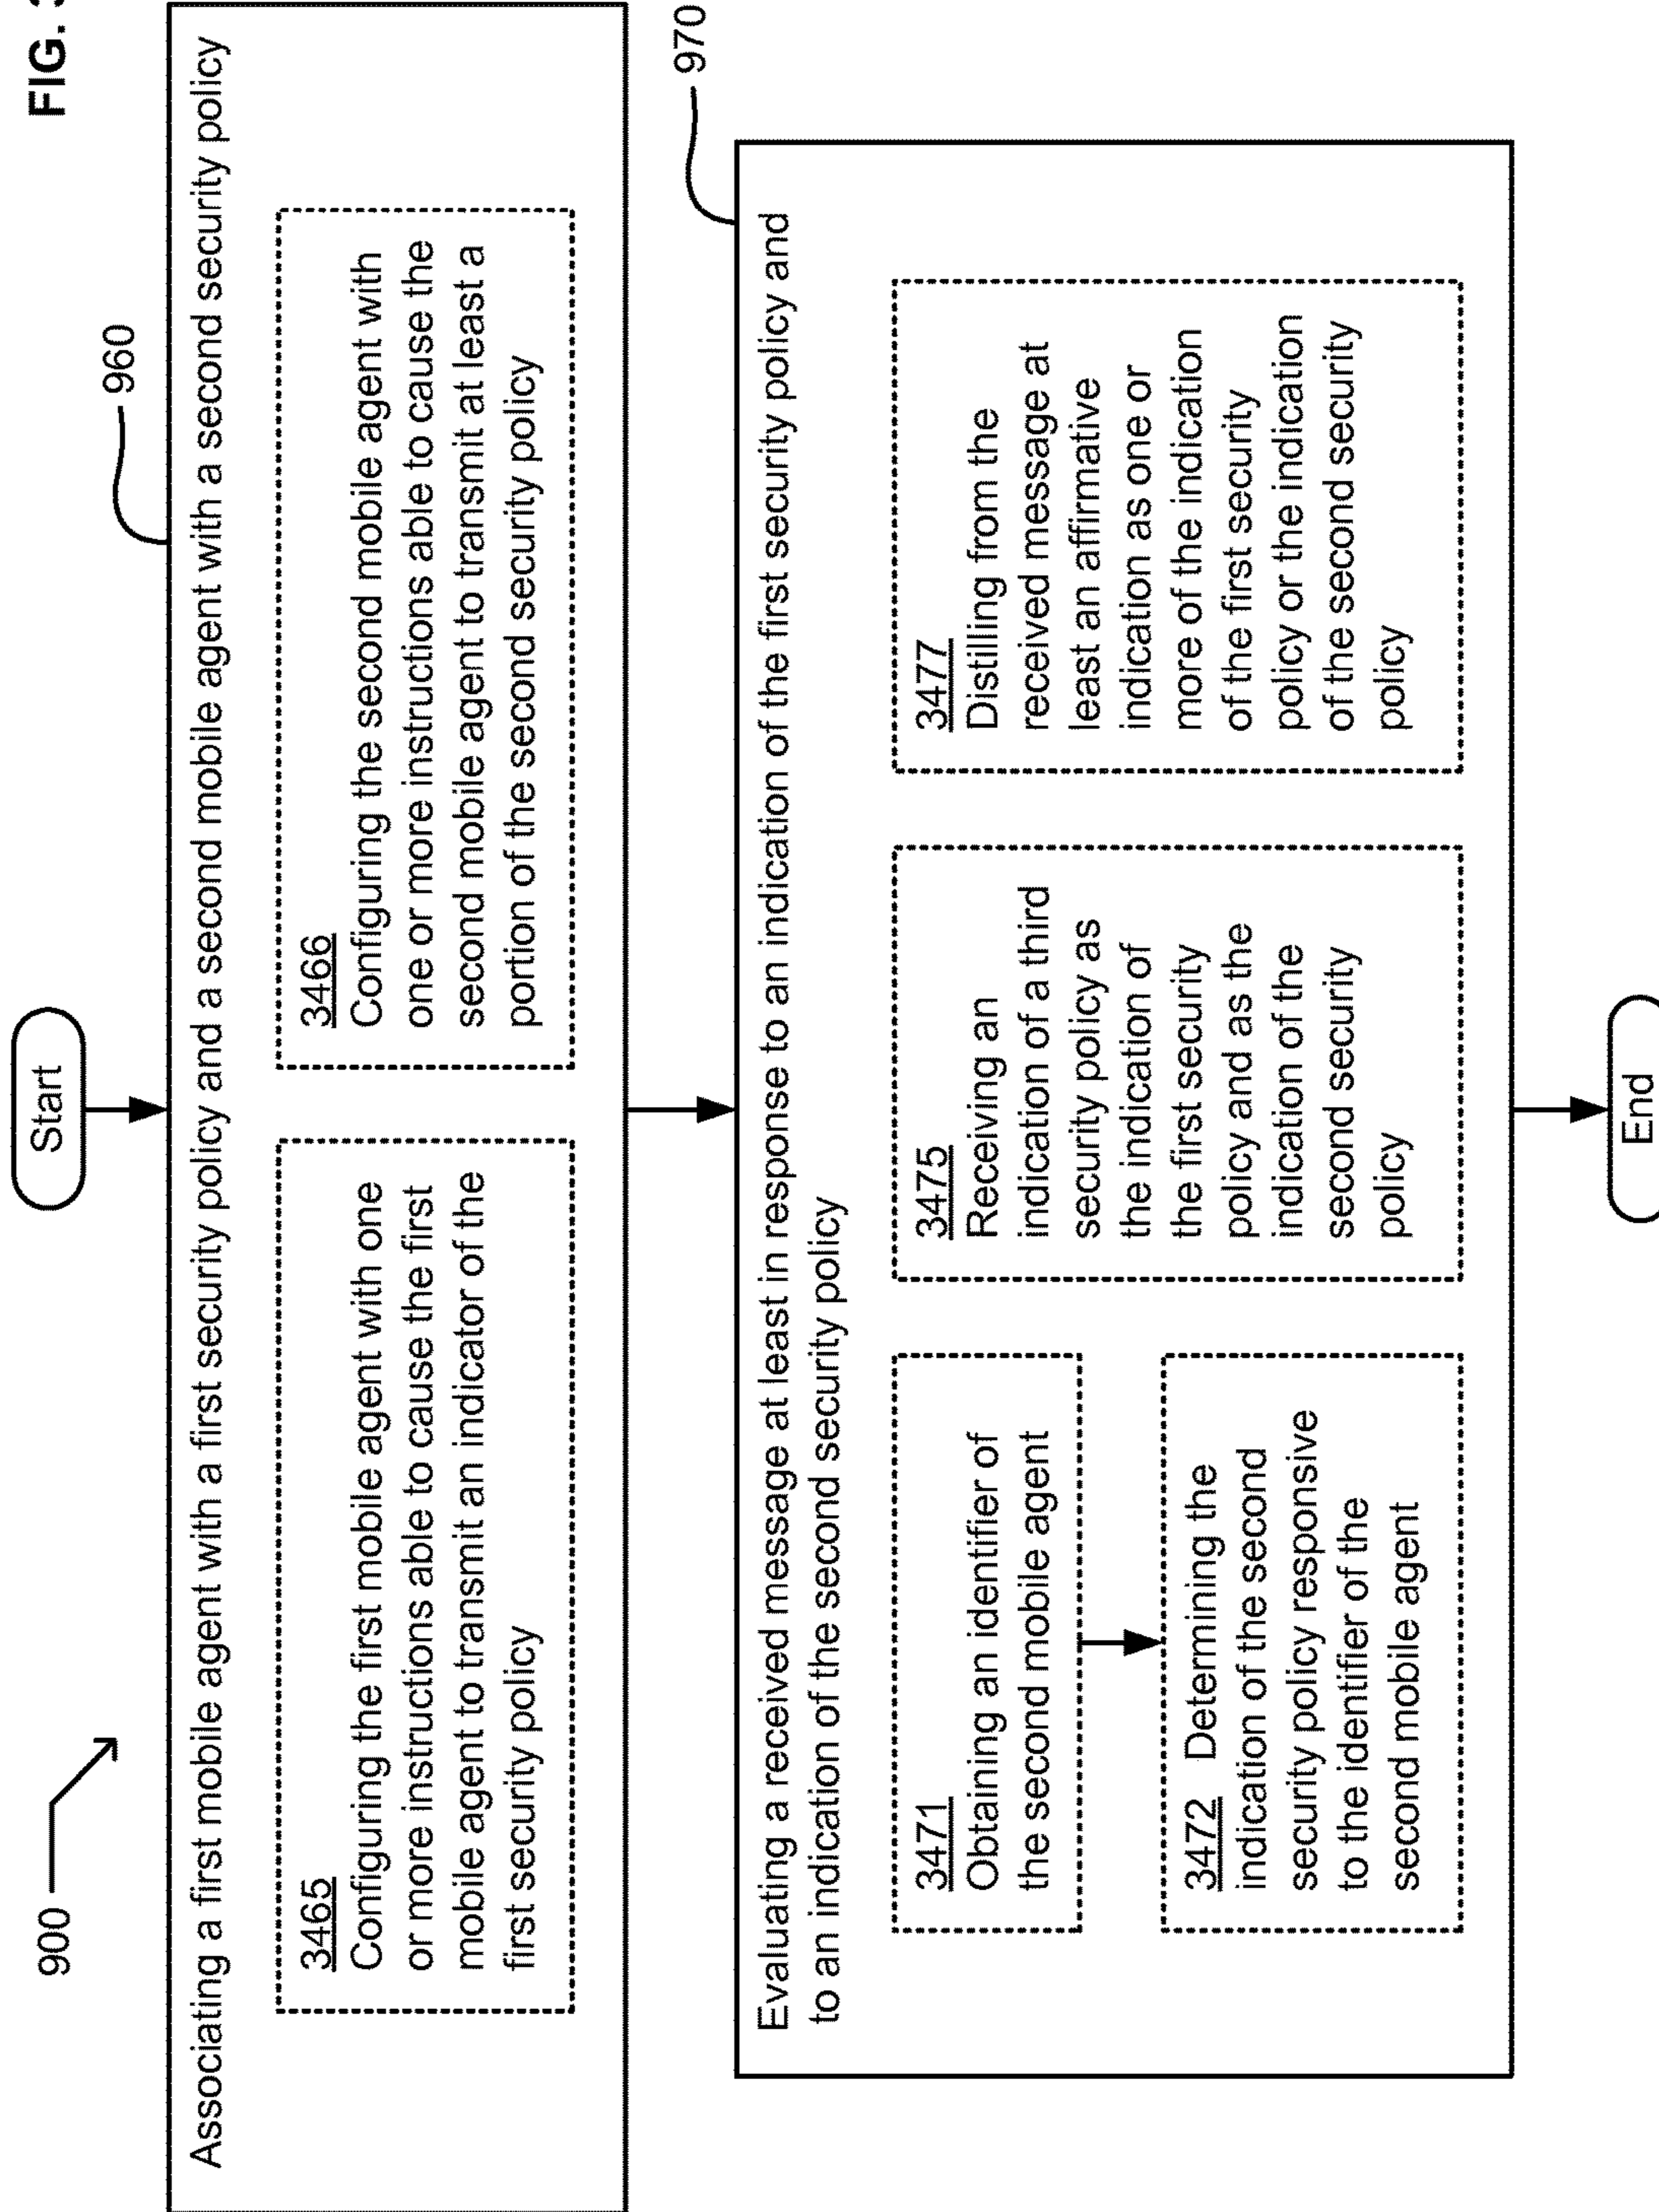 FIG. 3
900
Start
960
Associating a first mobile agent with a first security policy and a second mobile agent with a second security policy
3465
Configuring the first mobile agent with one
or more instructions able to cause the first
mobile agent to transmit an indicator of the
first security policy
3466
Configuring the second mobile agent with
one or more instructions able to cause the
second mobile agent to transmit at least a
portion of the second security policy
970
Evaluating a received message at least in response to an indication of the first security policy and
to an indication of the second security policy
3471
Obtaining an identifier of
the second mobile agent
3472 Determining the
indication of the second
security policy responsive
to the identifier of the
second mobile agent
3475
Receiving an
indication of a third
security policy as
the indication of
the first security
policy and as the
indication of the
second security
policy
3477
Distilling from the
received message at
least an affirmative
indication as one or
more of the indication
of the first security
policy or the indication
of the second security
policy
End